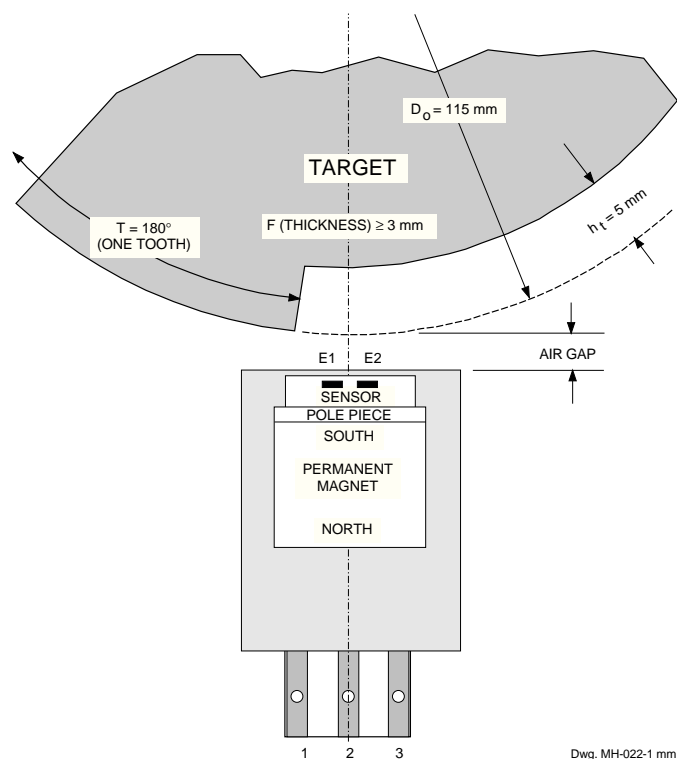 D₀ = 115 mm
TARGET
hₜ = 5 mm
T = 180°
(ONE TOOTH)
F (THICKNESS) ≥ 3 mm
AIR GAP
E1 E2
SENSOR
POLE PIECE
SOUTH
PERMANENT
MAGNET
NORTH
1 2 3
Dwg. MH-022-1 mm